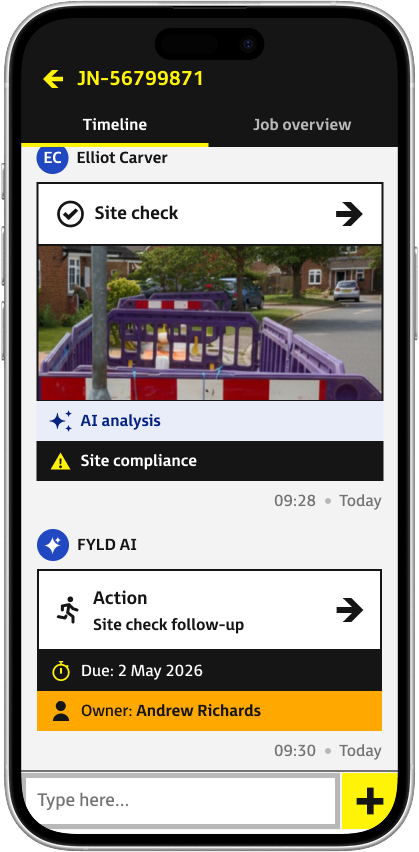 JN-56799871
Timeline
Job overview
EC Elliot Carver
Site check
AI analysis
Site compliance
09:28 • Today
FYLD AI
Action
Site check follow-up
Due: 2 May 2026
Owner: Andrew Richards
09:30 • Today
Type here...